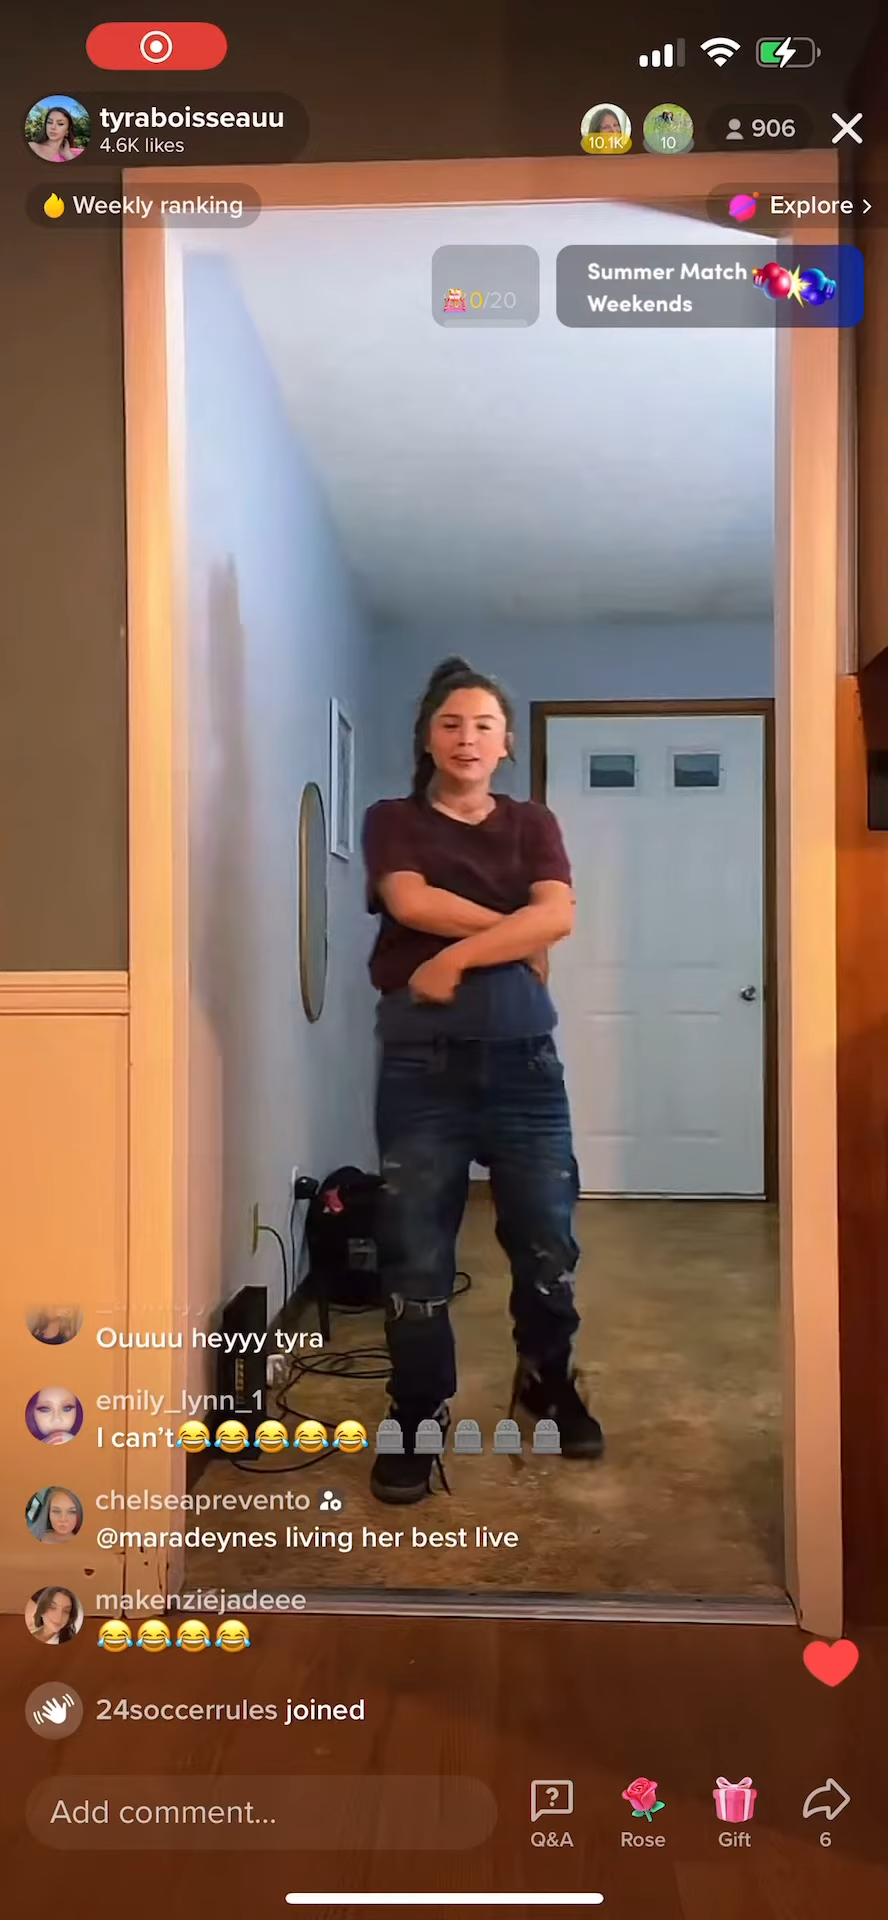 tyraboisseauu
4.6K likes
10.1K
10
906
Weekly ranking
Explore >
0/20
Summer Match
Weekends
Ouuuu heyyy tyra
emily_lynn_1
I can't😂😂😂😂😂🪦🪦🪦🪦🪦
chelseaprevento
@maradeynes living her best live
makenziejadeee
😂😂😂😂
24soccerrules joined
Add comment...
Q&A
Rose
Gift
6